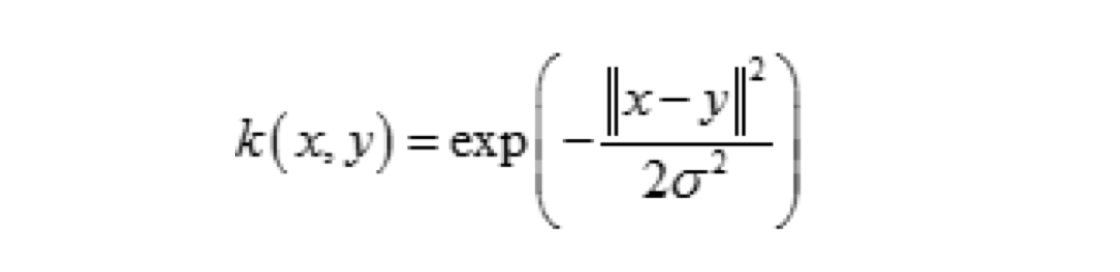 k(x, y) = exp(-‖x-y‖²/2σ²)